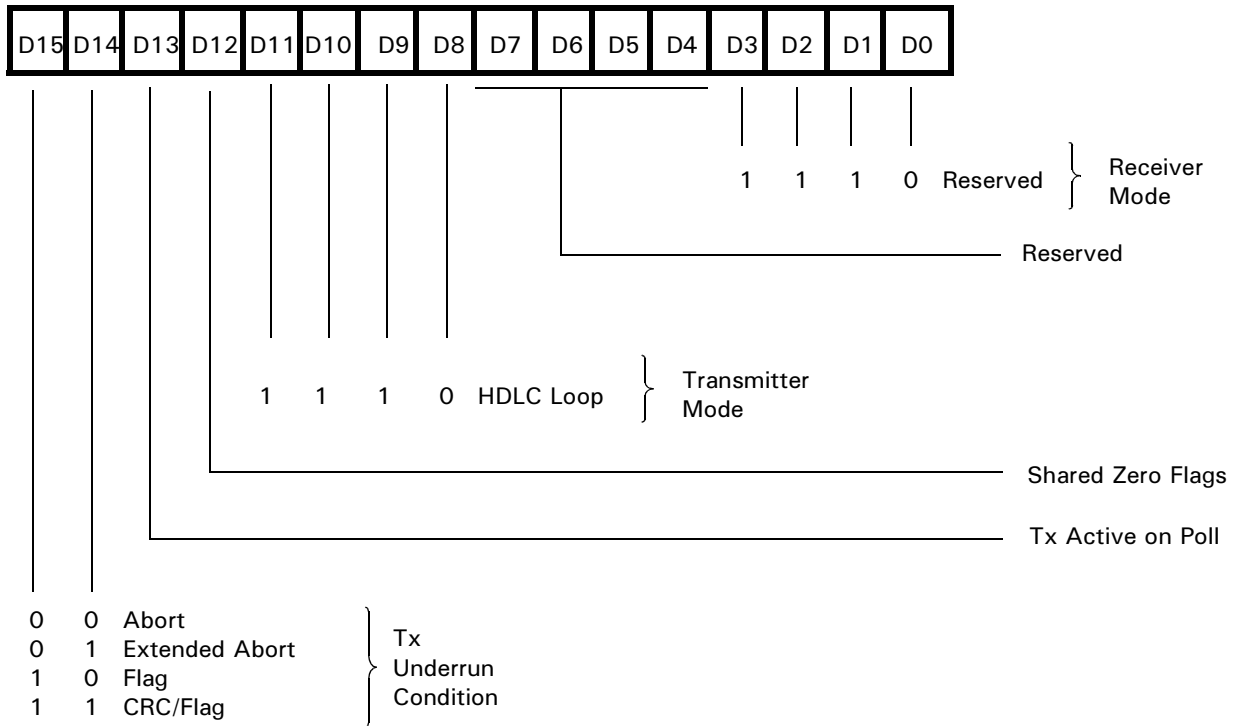 D15 D14 D13 D12 D11 D10 D9 D8 D7 D6 D5 D4 D3 D2 D1 D0
1 1 1 0 Reserved
Receiver
Mode
Reserved
1 1 1 0 HDLC Loop
Transmitter
Mode
Shared Zero Flags
Tx Active on Poll
0 0 Abort
0 1 Extended Abort
1 0 Flag
1 1 CRC/Flag
Tx
Underrun
Condition